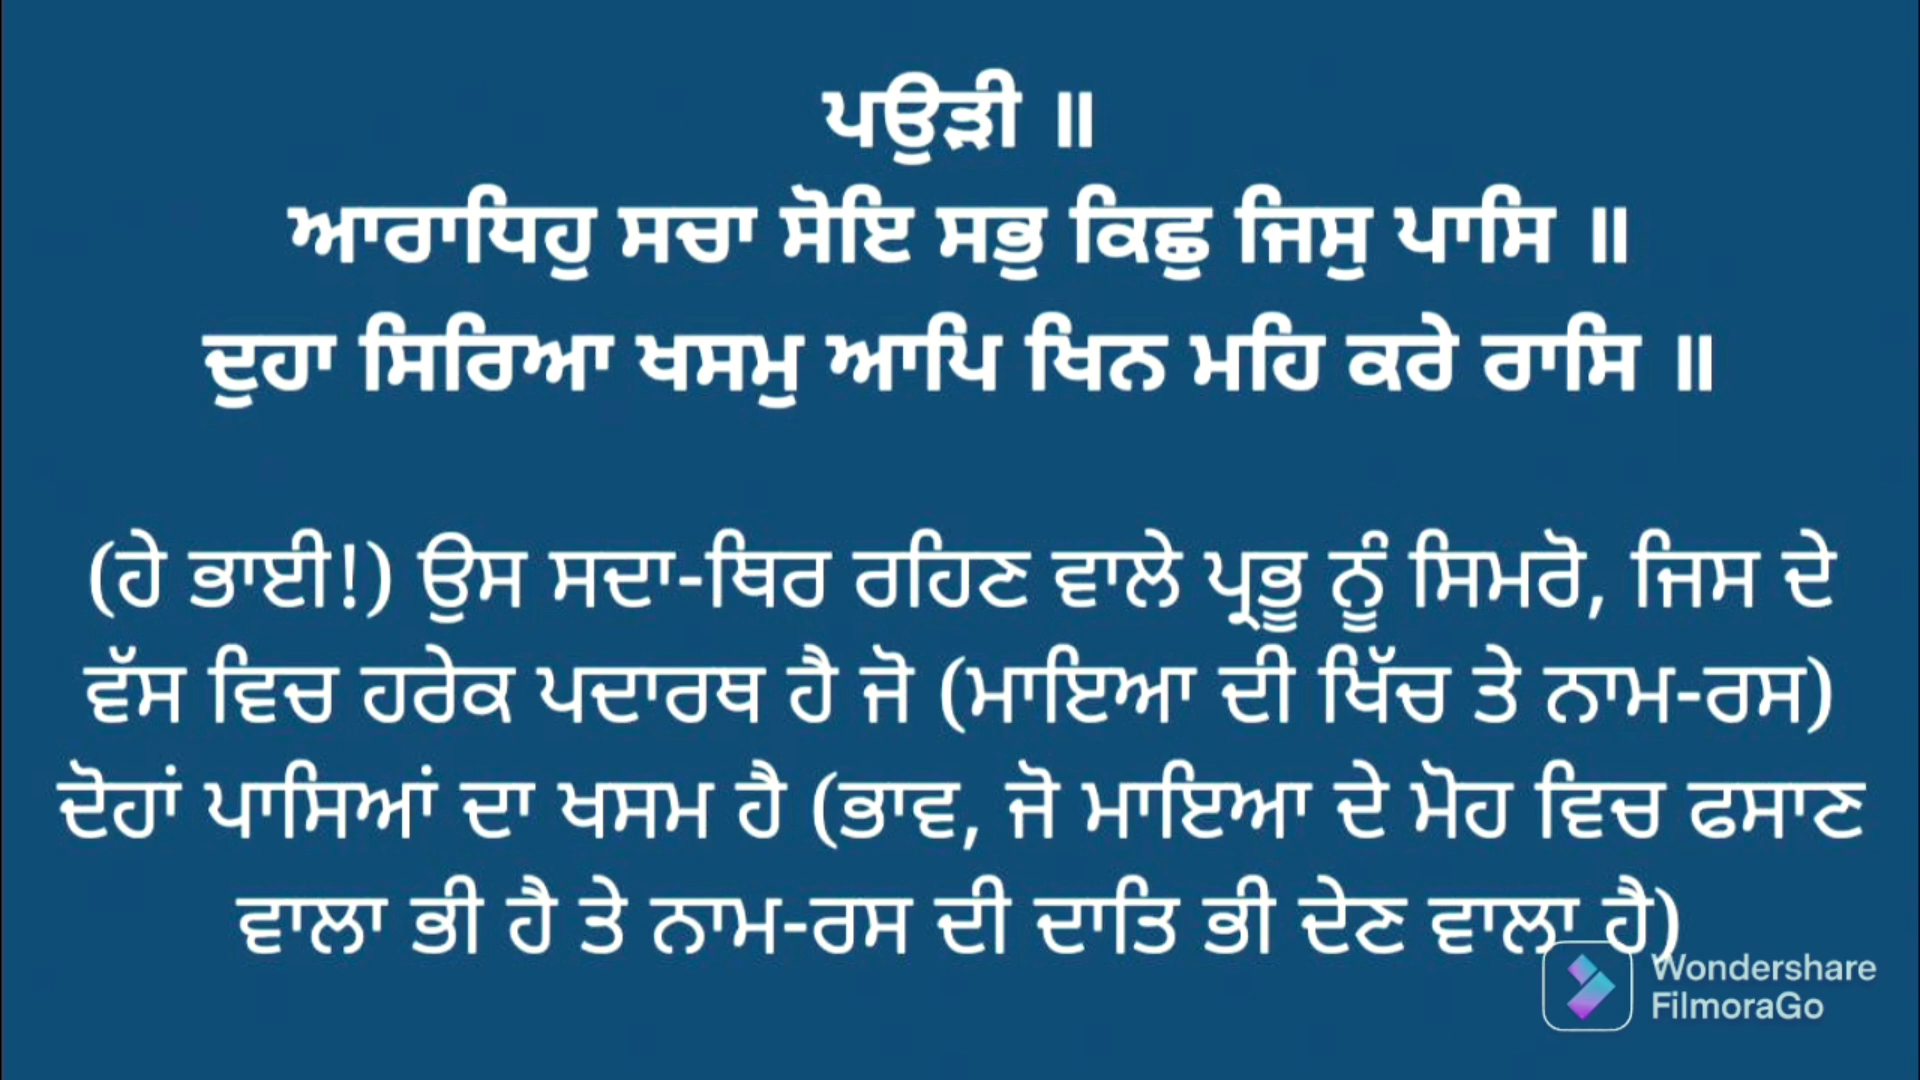 ਪਉੜੀ ॥
ਆਰਾਧਿਹੁ ਸਚਾ ਸੋਇ ਸਭੁ ਕਿਛੁ ਜਿਸੁ ਪਾਸਿ ॥
ਦੁਹਾ ਸਿਰਿਆ ਖਸਮੁ ਆਪਿ ਖਿਨ ਮਹਿ ਕਰੇ ਰਾਸਿ ॥
(ਹੇ ਭਾਈ!) ਉਸ ਸਦਾ-ਥਿਰ ਰਹਿਣ ਵਾਲੇ ਪ੍ਰਭੂ ਨੂੰ ਸਿਮਰੋ, ਜਿਸ ਦੇ
ਵੱਸ ਵਿਚ ਹਰੇਕ ਪਦਾਰਥ ਹੈ ਜੋ (ਮਾਇਆ ਦੀ ਖਿੱਚ ਤੇ ਨਾਮ-ਰਸ)
ਦੋਹਾਂ ਪਾਸਿਆਂ ਦਾ ਖਸਮ ਹੈ (ਭਾਵ, ਜੋ ਮਾਇਆ ਦੇ ਮੋਹ ਵਿਚ ਫਸਾਣ
ਵਾਲਾ ਭੀ ਹੈ ਤੇ ਨਾਮ-ਰਸ ਦੀ ਦਾਤਿ ਭੀ ਦੇਣ ਵਾਲਾ ਹੈ)
Wondershare
FilmoraGo